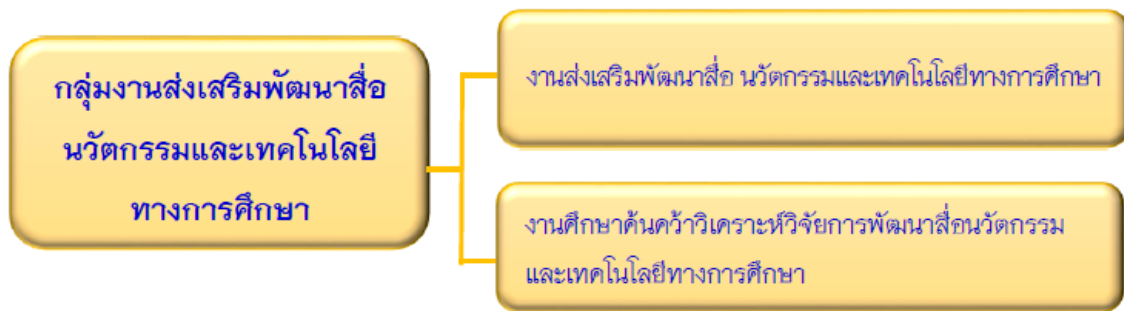 กลุ่มงานส่งเสริมพัฒนาสื่อ
นวัตกรรมและเทคโนโลยี
ทางการศึกษา
งานส่งเสริมพัฒนาสื่อ นวัตกรรมและเทคโนโลยีทางการศึกษา
งานศึกษาค้นคว้าวิเคราะห์วิจัยการพัฒนาสื่อนวัตกรรม
และเทคโนโลยีทางการศึกษา